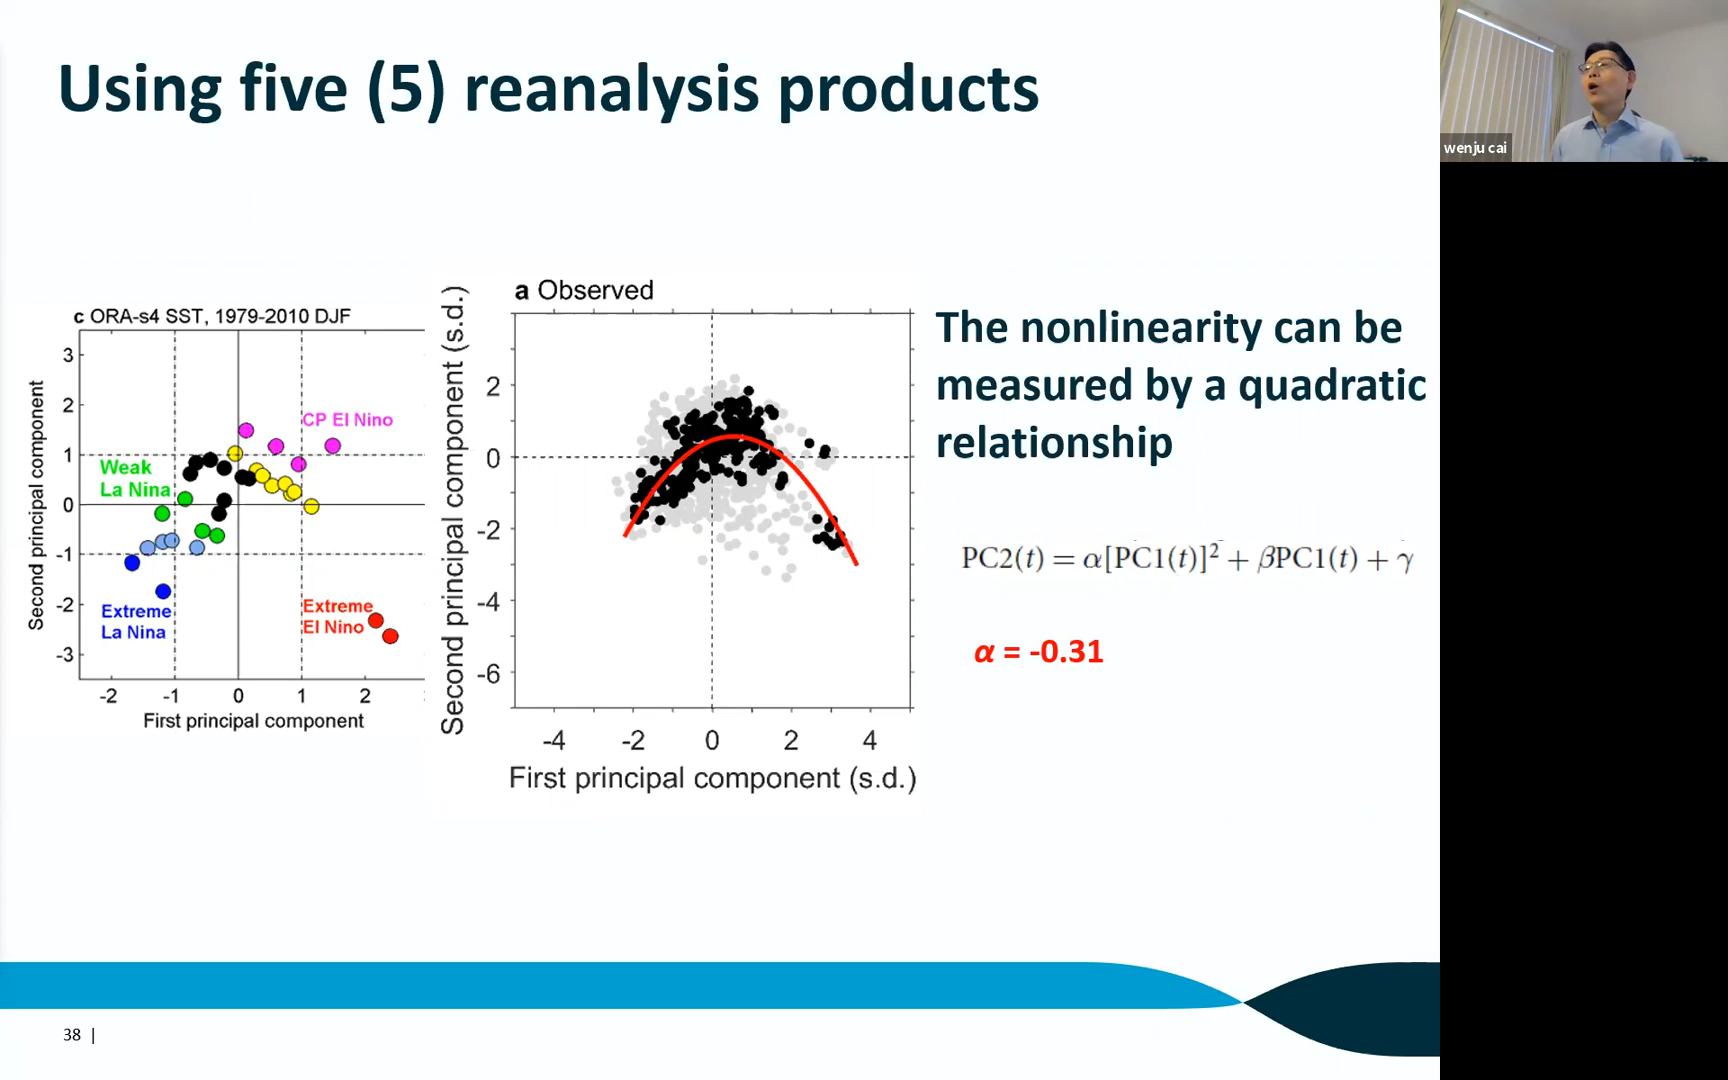 Using five (5) reanalysis products
wenju cai
c ORA-s4 SST, 1979-2010 DJF
Second principal component
3
2
1
0
-1
-2
-3
CP El Nino
Weak
La Nina
Extreme
La Nina
Extreme
El Nino
-2
-1
0
1
2
First principal component
a Observed
Second principal component (s.d.)
2
0
-2
-4
-6
-4
-2
0
2
4
First principal component (s.d.)
The nonlinearity can be
measured by a quadratic
relationship
PC2(t) = α[PC1(t)]² + βPC1(t) + γ
α = -0.31
38 |